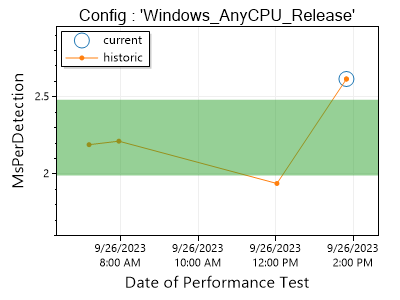 Config : 'Windows_AnyCPU_Release'
current
historic
MsPerDetection
2.5
2
9/26/2023 9/26/2023 9/26/2023 9/26/2023
8:00 AM 10:00 AM 12:00 PM 2:00 PM
Date of Performance Test